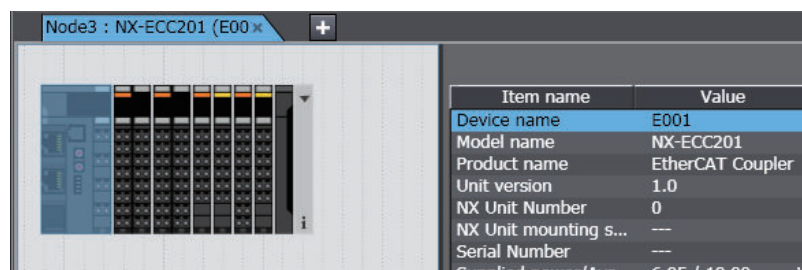 Node3 : NX-ECC201 (E00 ×
+
i
Item name Value
Device name E001
Model name NX-ECC201
Product name EtherCAT Coupler
Unit version 1.0
NX Unit Number 0
NX Unit mounting s... ---
Serial Number ---